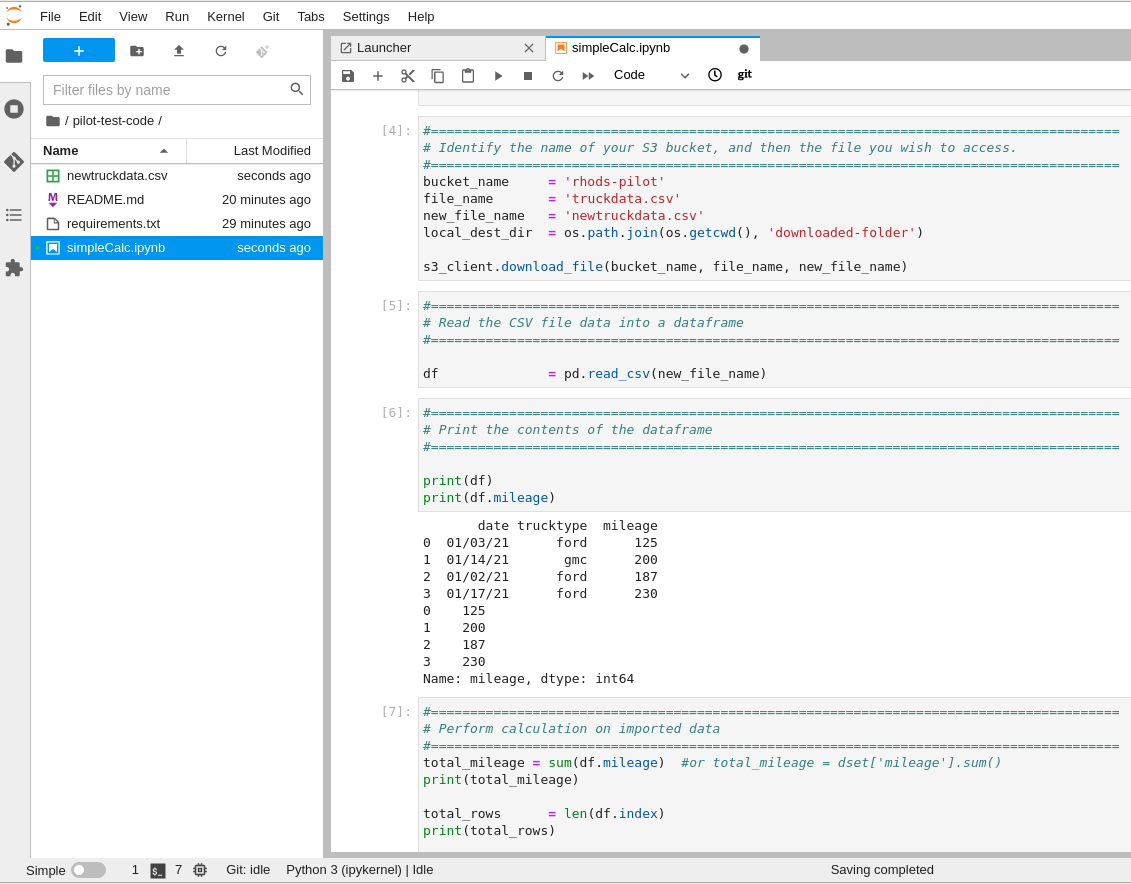 File Edit View Run Kernel Git Tabs Settings Help
Filter files by name
/ pilot-test-code /
Name Last Modified
newtruckdata.csv seconds ago
README.md 20 minutes ago
requirements.txt 29 minutes ago
simpleCalc.ipynb seconds ago
Launcher simpleCalc.ipynb
Code git
[4]:
#========================================================================================
# Identify the name of your S3 bucket, and then the file you wish to access.
#========================================================================================
bucket_name     = 'rhods-pilot'
file_name       = 'truckdata.csv'
new_file_name   = 'newtruckdata.csv'
local_dest_dir  = os.path.join(os.getcwd(), 'downloaded-folder')
s3_client.download_file(bucket_name, file_name, new_file_name)
[5]:
#========================================================================================
# Read the CSV file data into a dataframe
#========================================================================================
df              = pd.read_csv(new_file_name)
[6]:
#========================================================================================
# Print the contents of the dataframe
#========================================================================================
print(df)
print(df.mileage)
       date trucktype  mileage
0  01/03/21      ford      125
1  01/14/21       gmc      200
2  01/02/21      ford      187
3  01/17/21      ford      230
0    125
1    200
2    187
3    230
Name: mileage, dtype: int64
[7]:
#========================================================================================
# Perform calculation on imported data
#========================================================================================
total_mileage = sum(df.mileage)  #or total_mileage = dset['mileage'].sum()
print(total_mileage)
total_rows      = len(df.index)
print(total_rows)
Simple 1 7 Git: idle Python 3 (ipykernel) | Idle Saving completed